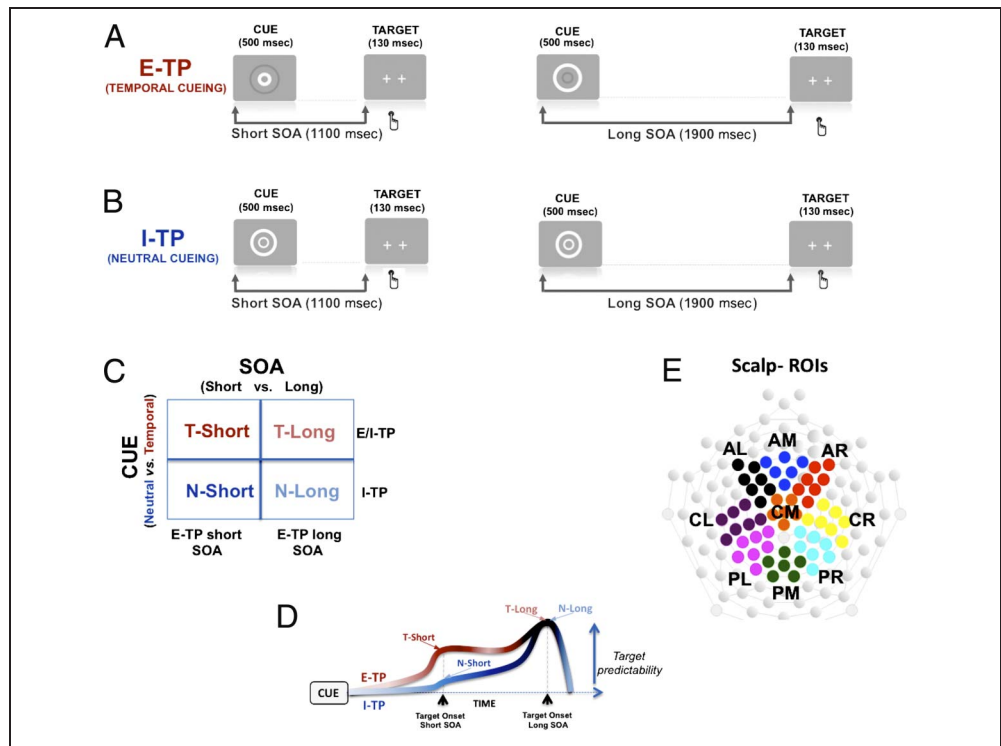 A
E-TP
(TEMPORAL CUEING)
CUE
(500 msec)
TARGET
(130 msec)
Short SOA (1100 msec)
CUE
(500 msec)
TARGET
(130 msec)
Long SOA (1900 msec)
B
I-TP
(NEUTRAL CUEING)
CUE
(500 msec)
TARGET
(130 msec)
Short SOA (1100 msec)
CUE
(500 msec)
TARGET
(130 msec)
Long SOA (1900 msec)
C
SOA
(Short vs. Long)
CUE
(Neutral vs. Temporal)
T-Short T-Long E/I-TP
N-Short N-Long I-TP
E-TP short
SOA
E-TP long
SOA
D
T-Long N-Long
T-Short
N-Short
Target
predictability
E-TP
CUE
I-TP
TIME
Target Onset
Short SOA
Target Onset
Long SOA
E
Scalp- ROIs
AL AM AR
CL CM CR
PL PM PR